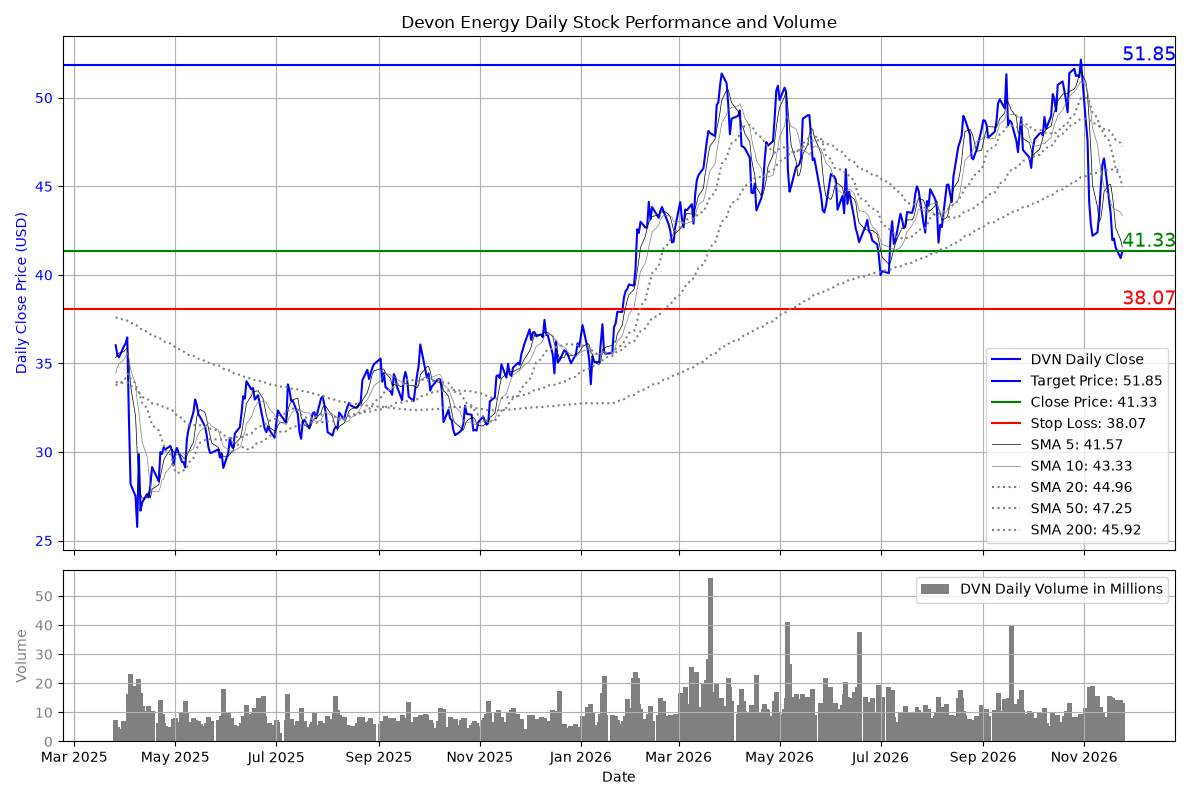 Devon Energy Daily Stock Performance and Volume
Daily Close Price (USD)
50
45
40
35
30
25
51.85
41.33
38.07
DVN Daily Close
Target Price: 51.85
Close Price: 41.33
Stop Loss: 38.07
SMA 5: 41.57
SMA 10: 43.33
SMA 20: 44.96
SMA 50: 47.25
SMA 200: 45.92
Volume
50
40
30
20
10
0
DVN Daily Volume in Millions
Mar 2025 May 2025 Jul 2025 Sep 2025 Nov 2025 Jan 2026 Mar 2026 May 2026 Jul 2026 Sep 2026 Nov 2026
Date